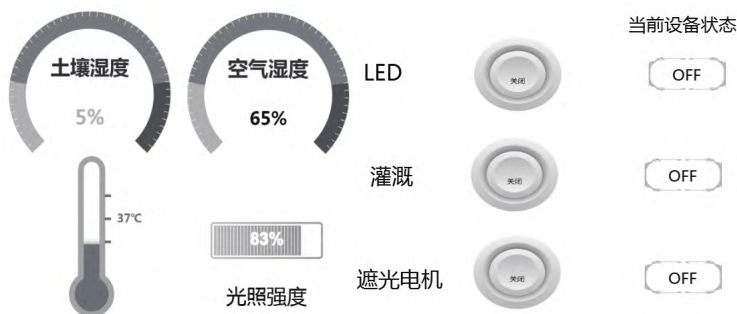 当前设备状态
土壤湿度
5%
空气湿度
65%
LED
关闭
OFF
37℃
灌溉
关闭
OFF
83%
光照强度
遮光电机
关闭
OFF